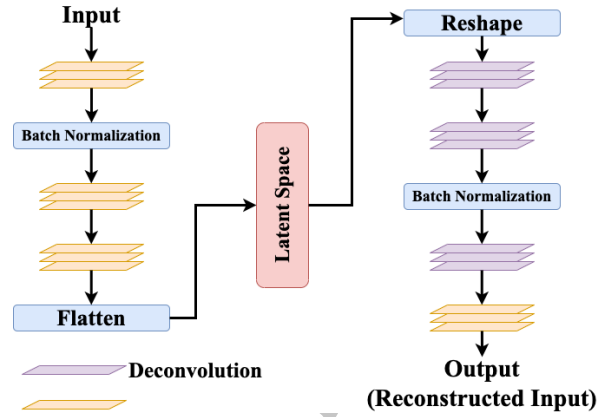 Input
Batch Normalization
Flatten
Latent Space
Reshape
Batch Normalization
Output
(Reconstructed Input)
Deconvolution